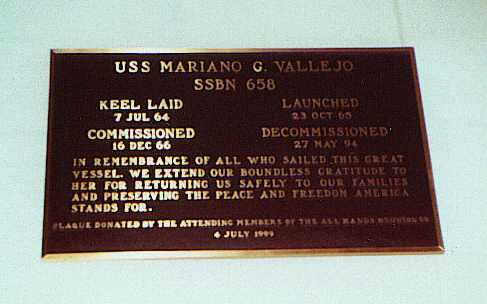 USS MARIANO G. VALLEJO
SSBN 658
KEEL LAID LAUNCHED
7 JUL 64 23 OCT 65
COMMISSIONED DECOMMISSIONED
16 DEC 66 27 MAY 94
IN REMEMBRANCE OF ALL WHO SAILED THIS GREAT
VESSEL. WE EXTEND OUR BOUNDLESS GRATITUDE TO
HER FOR RETURNING US SAFELY TO OUR FAMILIES
AND PRESERVING THE PEACE AND FREEDOM AMERICA
STANDS FOR.
PLAQUE DONATED BY THE ATTENDING MEMBERS OF THE ALL HANDS REUNION
4 JULY 1999